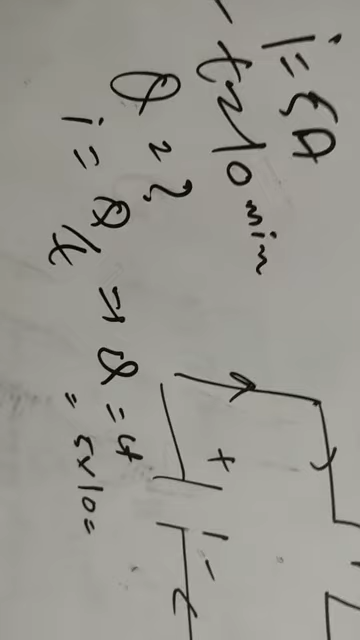 i = 5A
t = 10 min
Q = ?
i = Q/t => Q = it
= 5x10 =
+
-